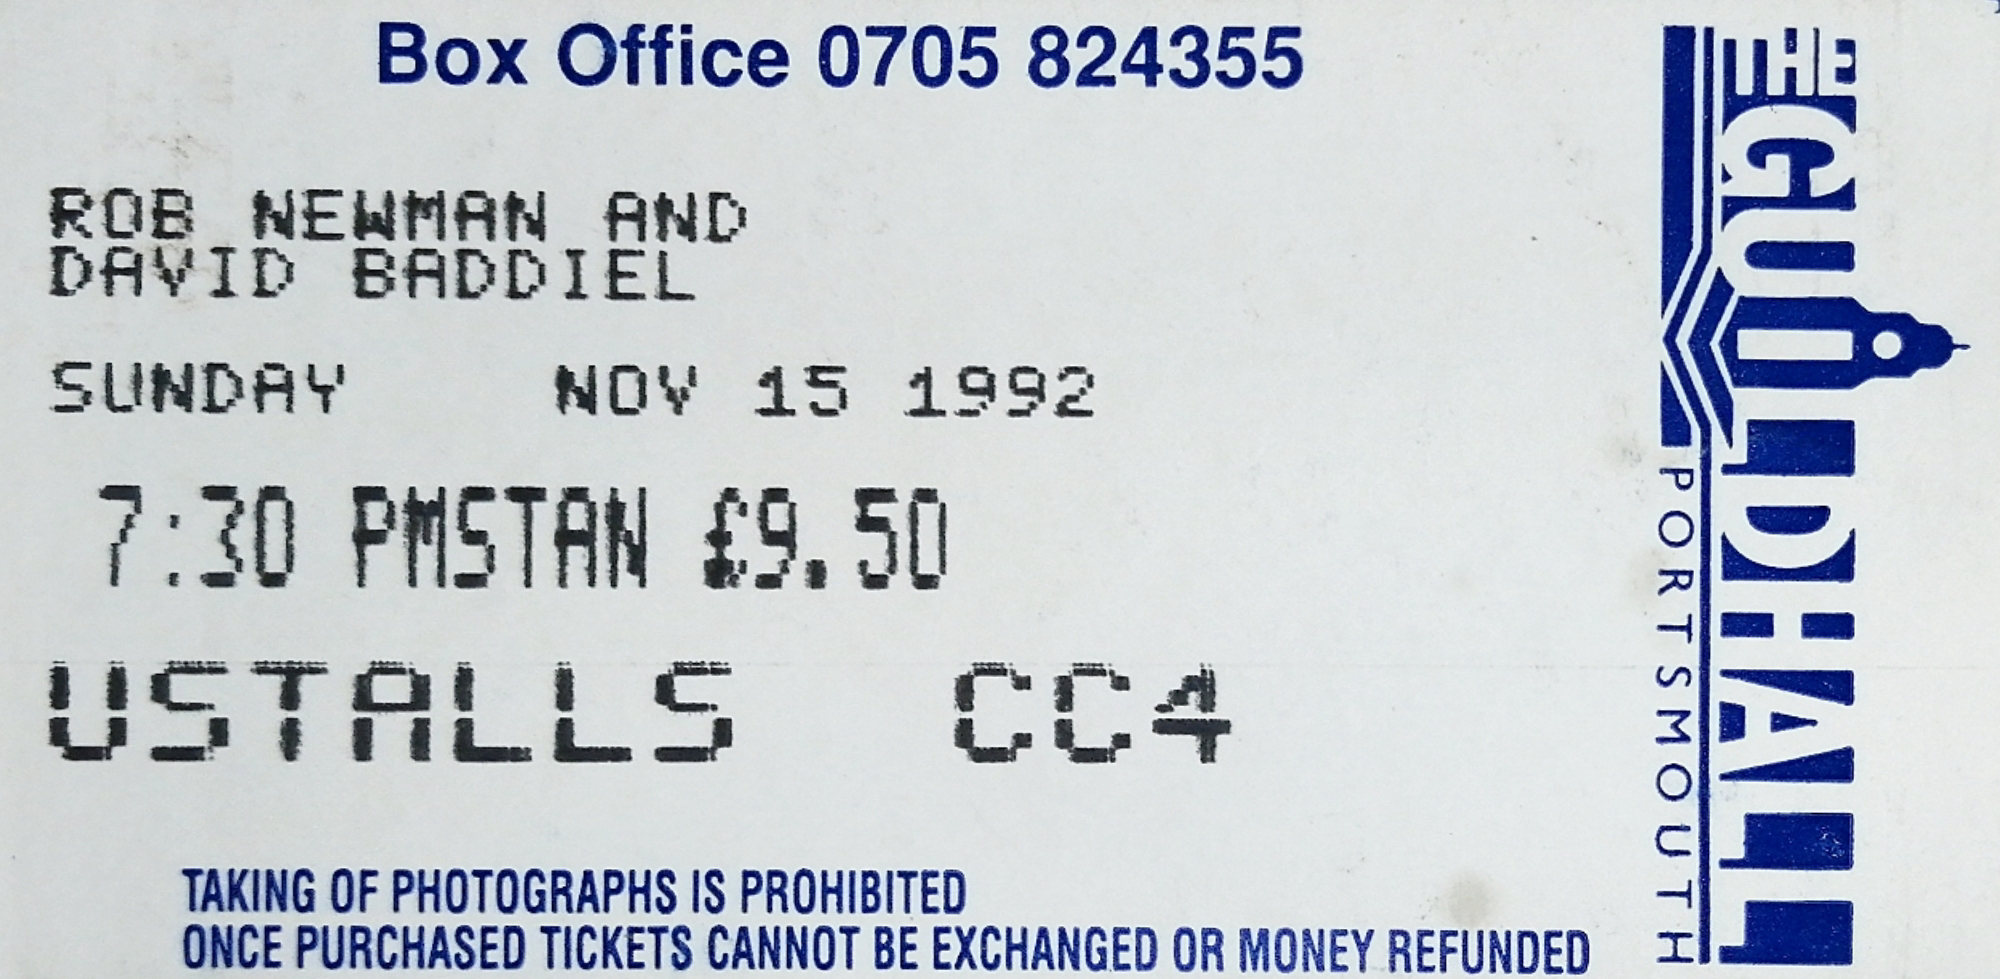 Box Office 0705 824355
ROB NEWMAN AND
DAVID BADDIEL
SUNDAY NOV 15 1992
7:30 PMSTAN £9.50
USTALLS CC4
TAKING OF PHOTOGRAPHS IS PROHIBITED
ONCE PURCHASED TICKETS CANNOT BE EXCHANGED OR MONEY REFUNDED
THE GUILDHALL
PORTSMOUTH